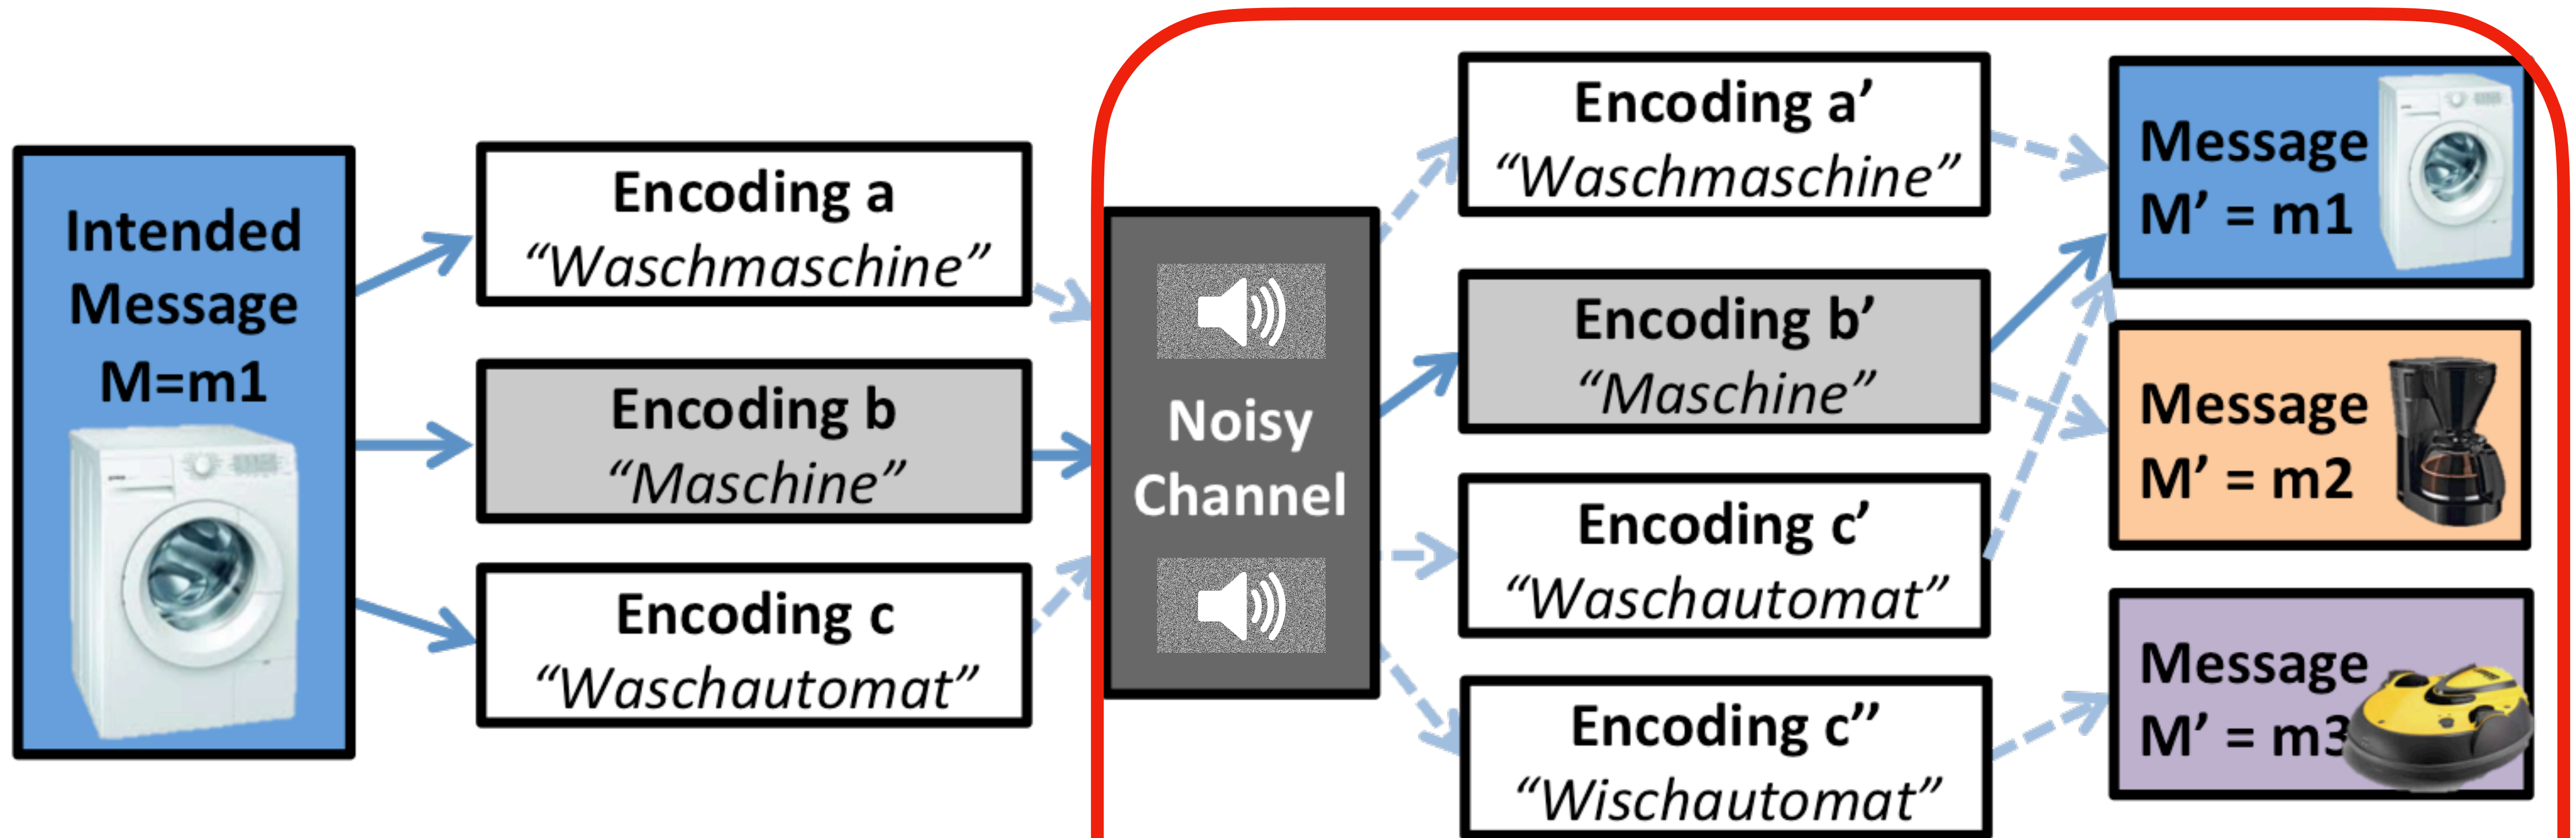 Intended
Message
M=m1
Encoding a
“Waschmaschine”
Encoding b
“Maschine”
Encoding c
“Waschautomat”
Noisy
Channel
Encoding a’
“Waschmaschine”
Encoding b’
“Maschine”
Encoding c’
“Waschautomat”
Encoding c’’
“Wischautomat”
Message
M’ = m1
Message
M’ = m2
Message
M’ = m3